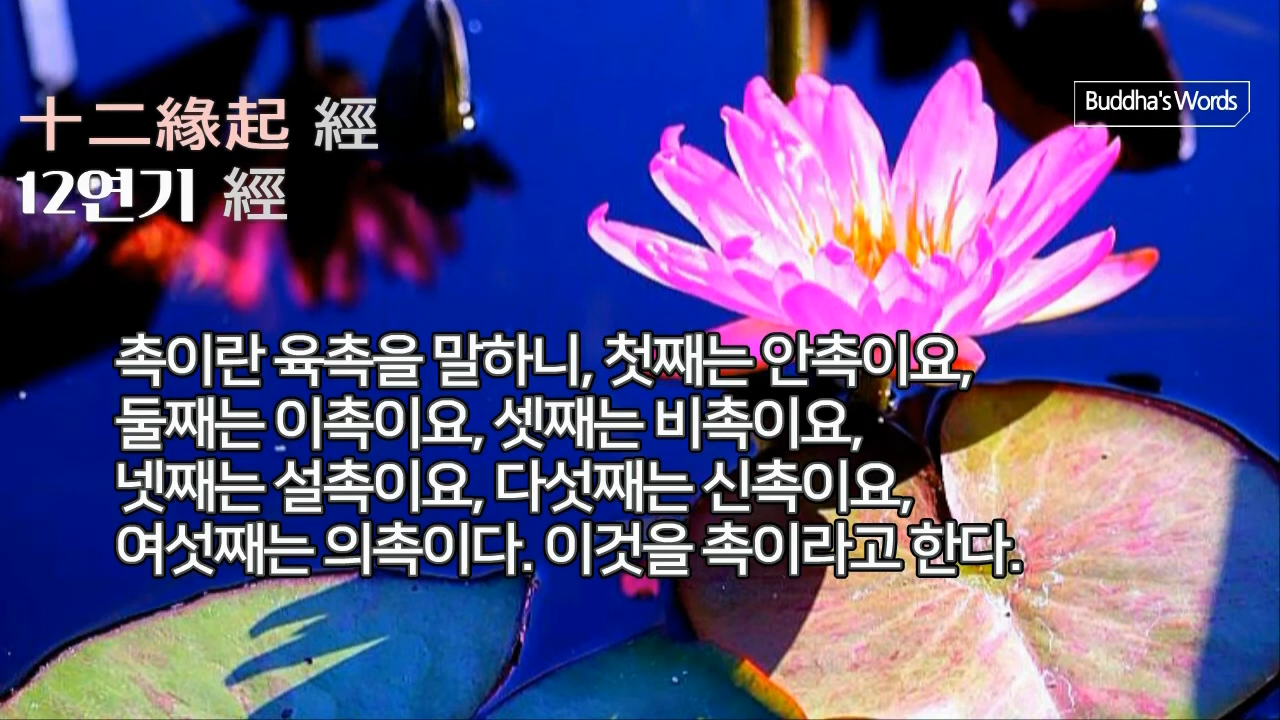 十二緣起 經
12연기 經
Buddha's Words
촉이란 육촉을 말하니, 첫째는 안촉이요,
둘째는 이촉이요, 셋째는 비촉이요,
넷째는 설촉이요, 다섯째는 신촉이요,
여섯째는 의촉이다. 이것을 촉이라고 한다.